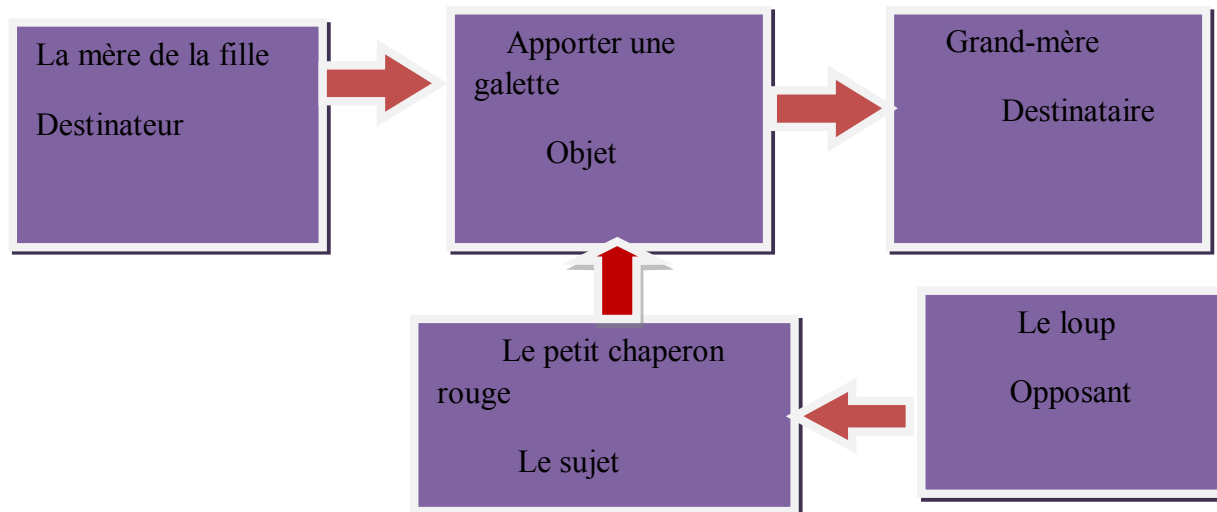 La mère de la fille
Destinateur
Apporter une
galette
Objet
Grand-mère
Destinataire
Le petit chaperon
rouge
Le sujet
Le loup
Opposant